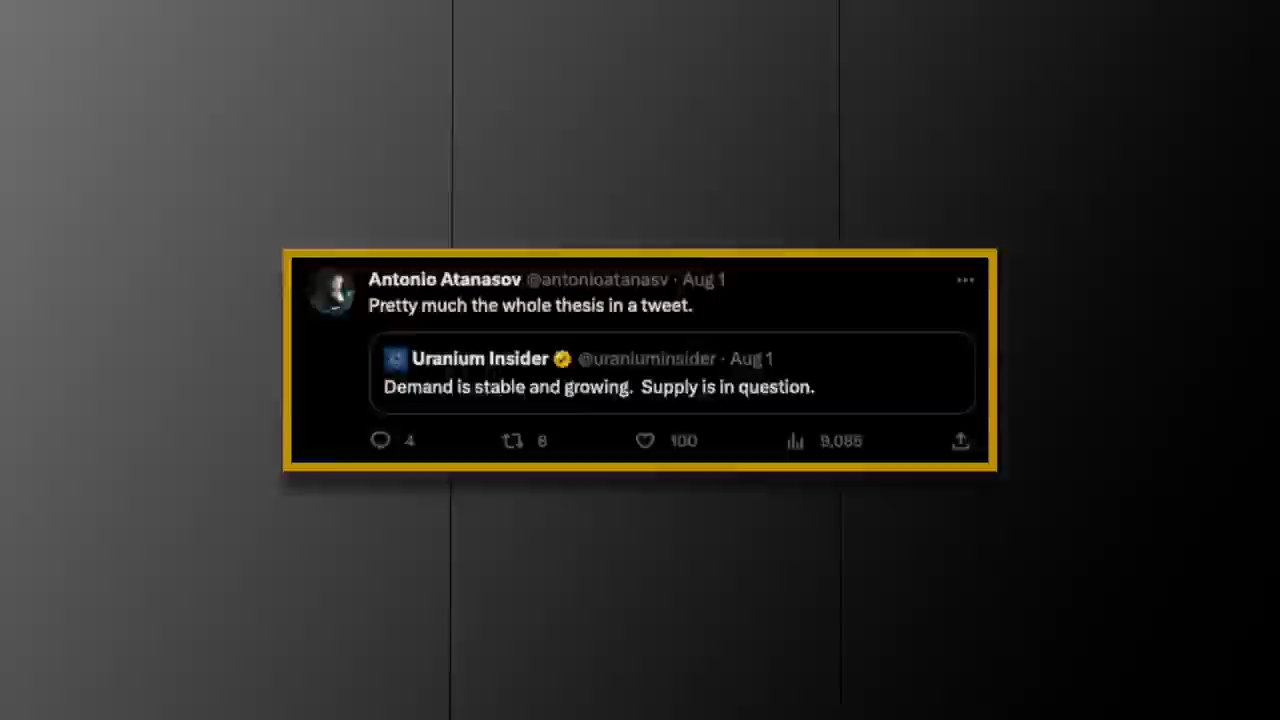 Antonio Atanasov @antonioatanasv · Aug 1
Pretty much the whole thesis in a tweet.
Uranium Insider @uraniuminsider · Aug 1
Demand is stable and growing. Supply is in question.
4 8 100 9,085